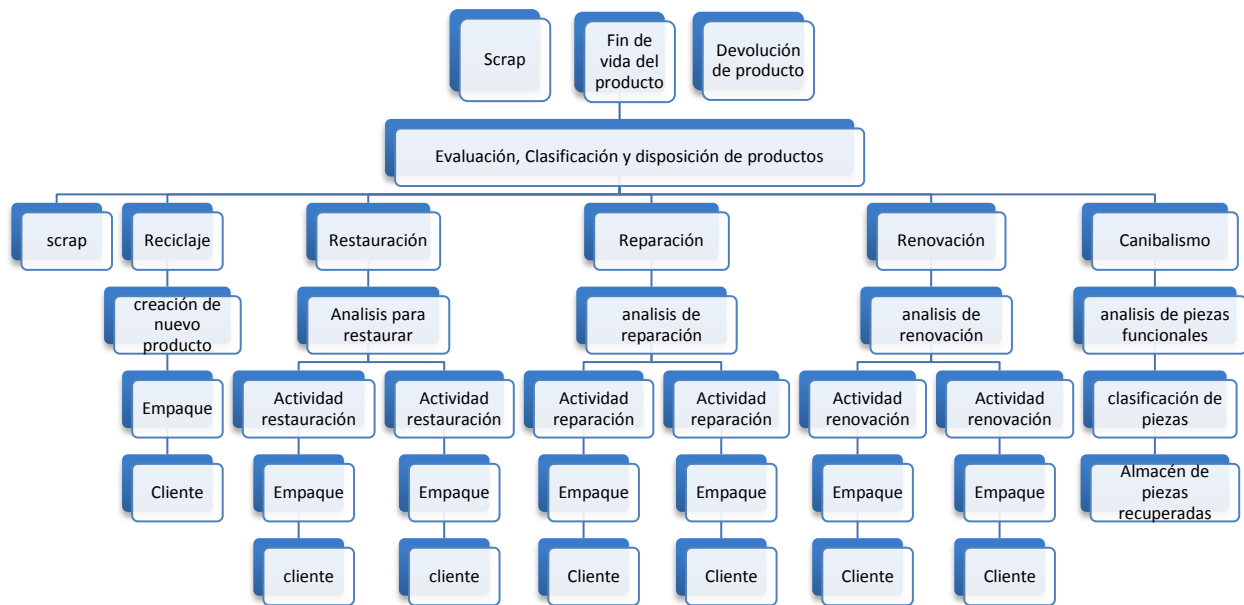 Scrap
Fin de
vida del
producto
Devolución
de producto
Evaluación, Clasificación y disposición de productos
scrap
Reciclaje
Restauración
Reparación
Renovación
Canibalismo
creación de
nuevo
producto
Analisis para
restaurar
analisis de
reparación
analisis de
renovación
analisis de piezas
funcionales
Empaque
Actividad
restauración
Actividad
restauración
Actividad
reparación
Actividad
reparación
Actividad
renovación
Actividad
renovación
clasificación de
piezas
Cliente
Empaque
Empaque
Empaque
Empaque
Empaque
Empaque
Almacén de
piezas
recuperadas
cliente
cliente
Cliente
Cliente
Cliente
Cliente